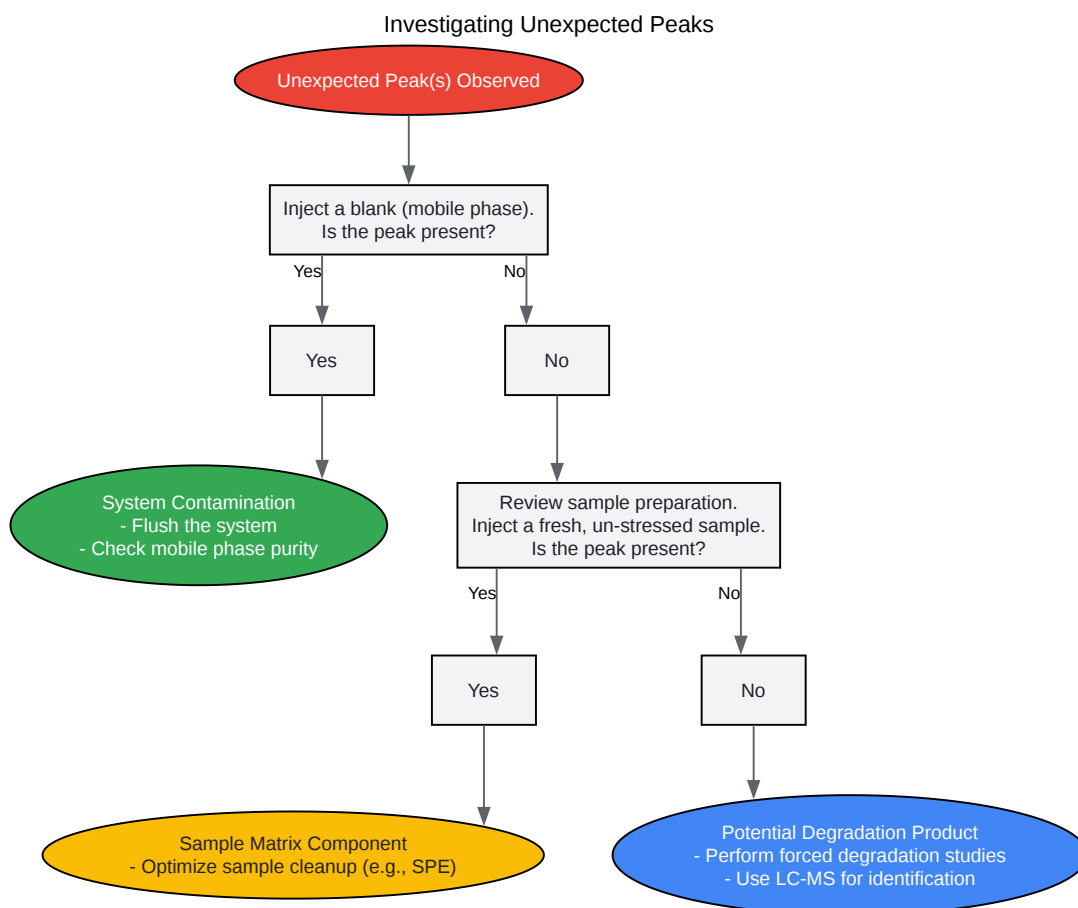 Investigating Unexpected Peaks
Unexpected Peak(s) Observed
Inject a blank (mobile phase).
Is the peak present?
Yes
No
Yes
No
System Contamination
- Flush the system
- Check mobile phase purity
Review sample preparation.
Inject a fresh, un-stressed sample.
Is the peak present?
Yes
No
Yes
No
Sample Matrix Component
- Optimize sample cleanup (e.g., SPE)
Potential Degradation Product
- Perform forced degradation studies
- Use LC-MS for identification